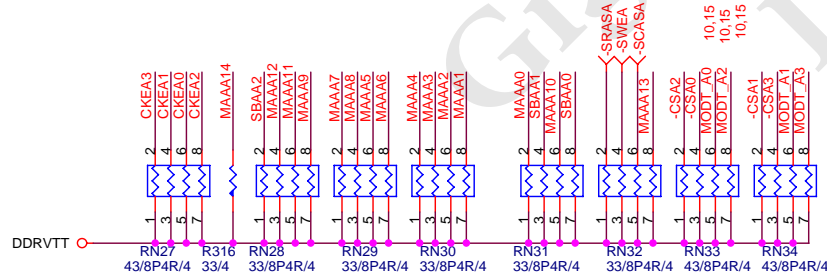 -SRASA
-SWEA
-SCASA
10,15
10,15
10,15
CKEA3
CKEA1
CKEA0
CKEA2
MAAA14
SBAA2
MAAA12
MAAA11
MAAA9
MAAA7
MAAA8
MAAA5
MAAA6
MAAA4
MAAA3
MAAA2
MAAA1
MAAA0
SBAA1
MAAA10
SBAA0
MAAA13
-CSA2
-CSA0
MODT_A0
MODT_A2
-CSA1
-CSA3
MODT_A1
MODT_A3
2 4 6 8 2 4 6 8 2 4 6 8 2 4 6 8 2 4 6 8 2 4 6 8 2 4 6 8 2 4 6 8
1 3 5 7 1 3 5 7 1 3 5 7 1 3 5 7 1 3 5 7 1 3 5 7 1 3 5 7 1 3 5 7
DDRVTT
RN27 R316 RN28 RN29 RN30 RN31 RN32 RN33 RN34
43/8P4R/4 33/4 33/8P4R/4 33/8P4R/4 33/8P4R/4 33/8P4R/4 33/8P4R/4 43/8P4R/4 43/8P4R/4